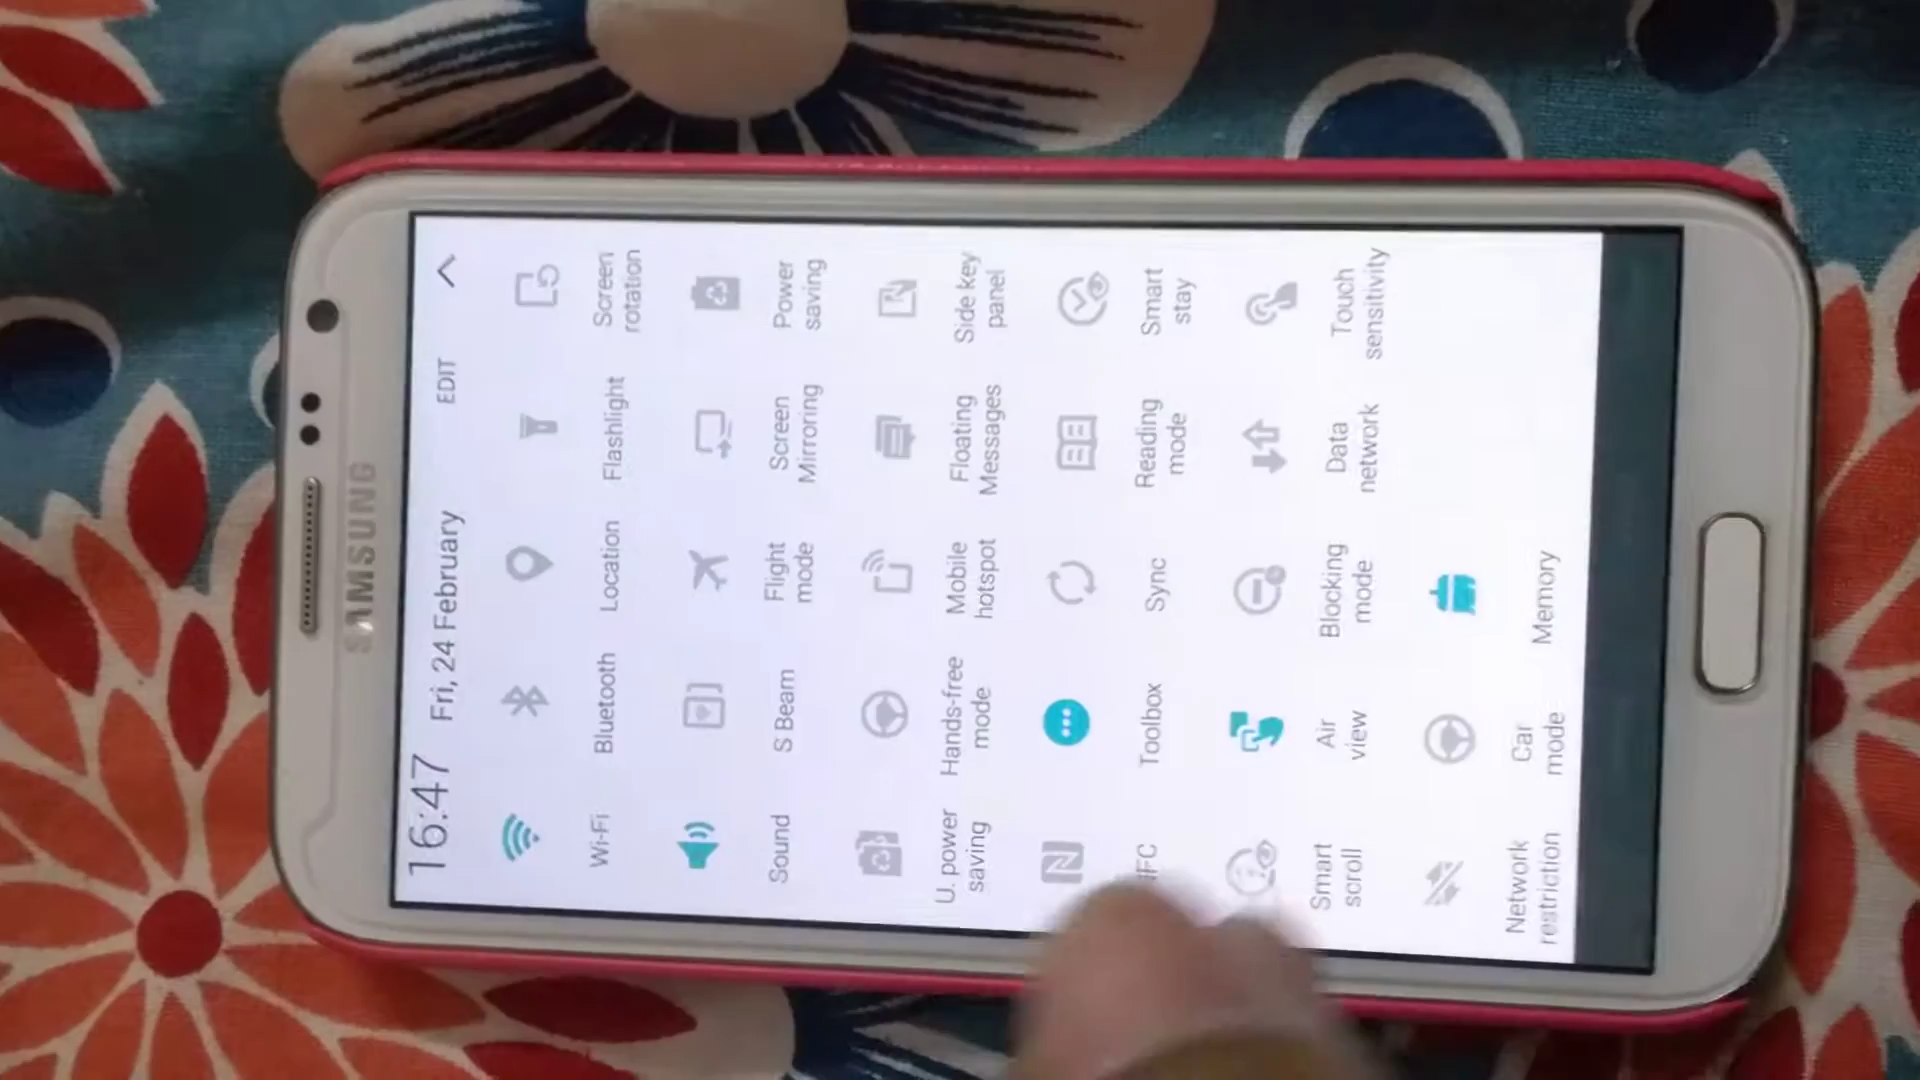 SAMSUNG
16:47 Fri, 24 February EDIT
Wi-Fi
Bluetooth
Location
Flashlight
Screen
rotation
Sound
S Beam
Flight
mode
Screen
Mirroring
Power
saving
U. power
saving
Hands-free
mode
Mobile
hotspot
Floating
Messages
Side key
panel
Toolbox
Sync
Reading
mode
Smart
stay
Smart
scroll
Air
view
Blocking
mode
Data
network
Touch
sensitivity
Network
restriction
Car
mode
Memory